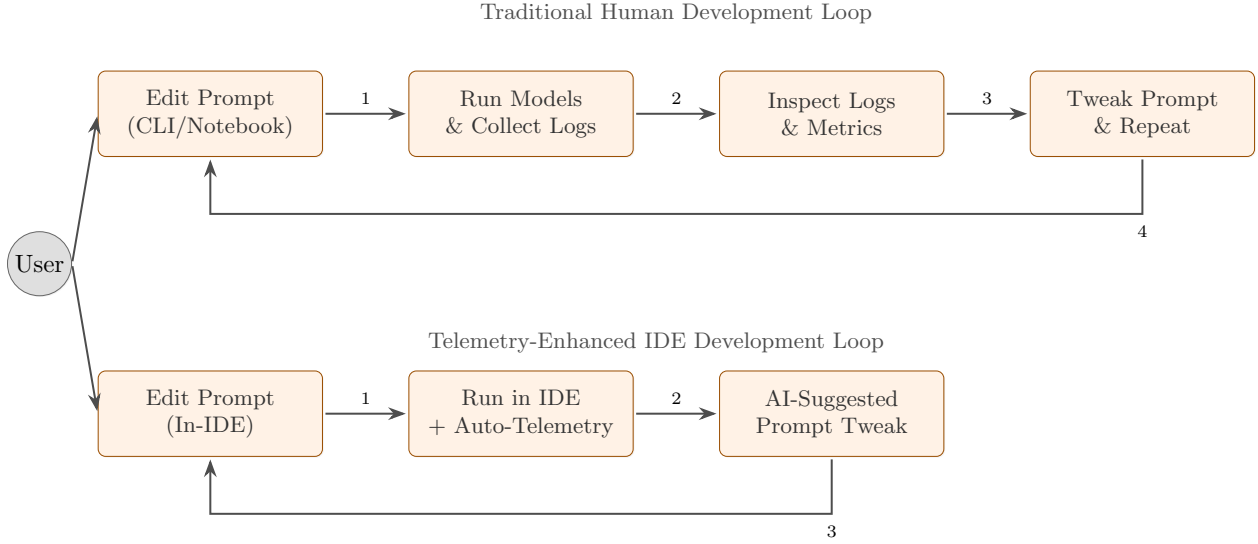 Traditional Human Development Loop
Edit Prompt
(CLI/Notebook)
1
Run Models
& Collect Logs
2
Inspect Logs
& Metrics
3
Tweak Prompt
& Repeat
4
User
Telemetry-Enhanced IDE Development Loop
Edit Prompt
(In-IDE)
1
Run in IDE
+ Auto-Telemetry
2
AI-Suggested
Prompt Tweak
3